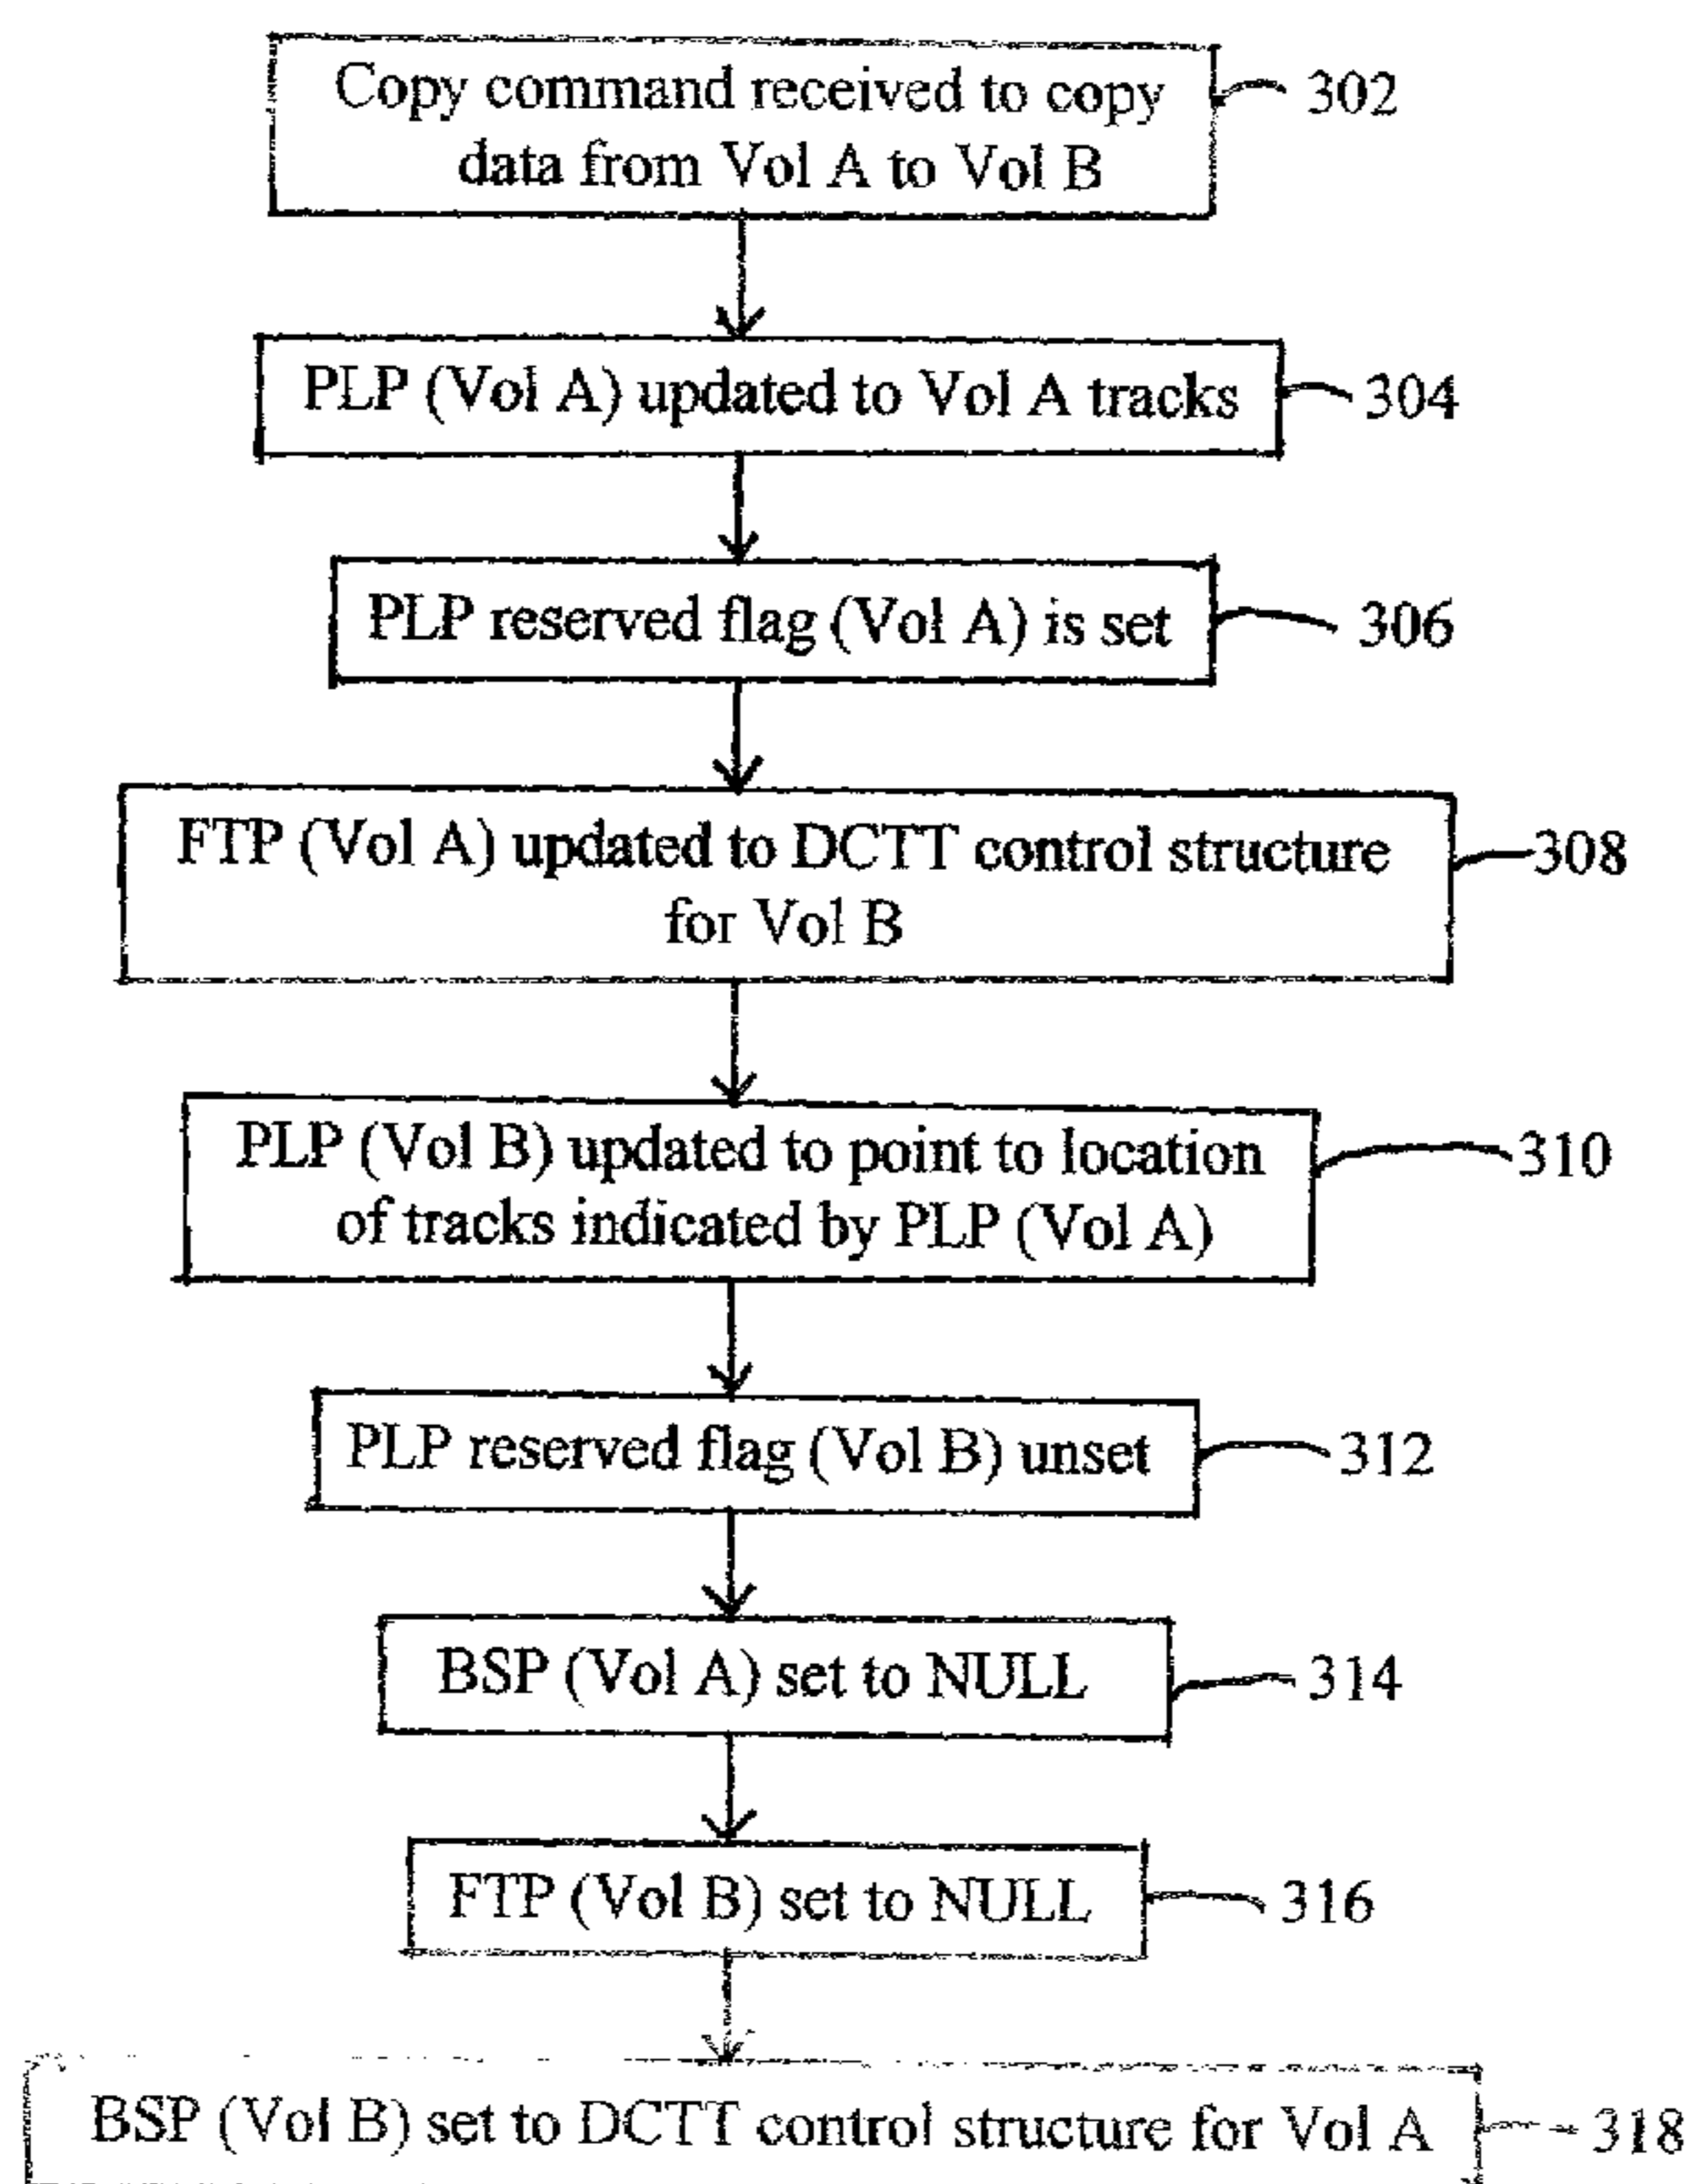 Copy command received to copy
data from Vol A to Vol B
302
PLP (Vol A) updated to Vol A tracks
304
PLP reserved flag (Vol A) is set
306
FTP (Vol A) updated to DCTT control structure
for Vol B
308
PLP (Vol B) updated to point to location
of tracks indicated by PLP (Vol A)
310
PLP reserved flag (Vol B) unset
312
BSP (Vol A) set to NULL
314
FTP (Vol B) set to NULL
316
BSP (Vol B) set to DCTT control structure for Vol A
318